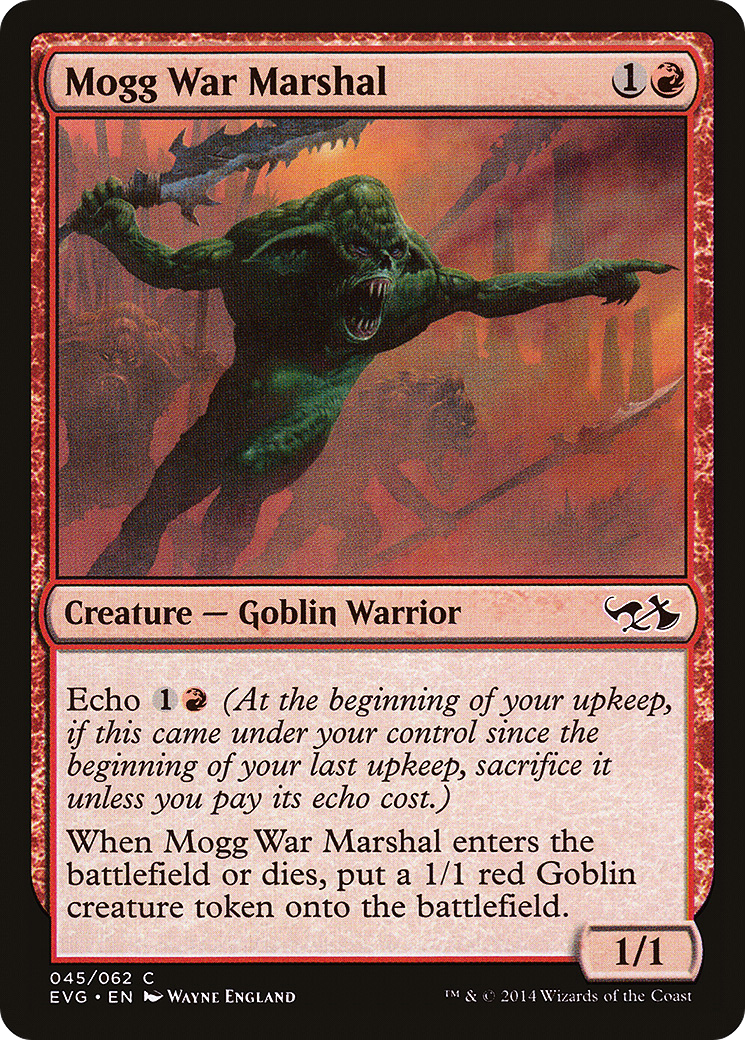 Mogg War Marshal 1
Creature — Goblin Warrior
Echo 1 (At the beginning of your upkeep,
if this came under your control since the
beginning of your last upkeep, sacrifice it
unless you pay its echo cost.)
When Mogg War Marshal enters the
battlefield or dies, put a 1/1 red Goblin
creature token onto the battlefield.
1/1
045/062 C
EVG • EN Wayne England ™ & © 2014 Wizards of the Coast